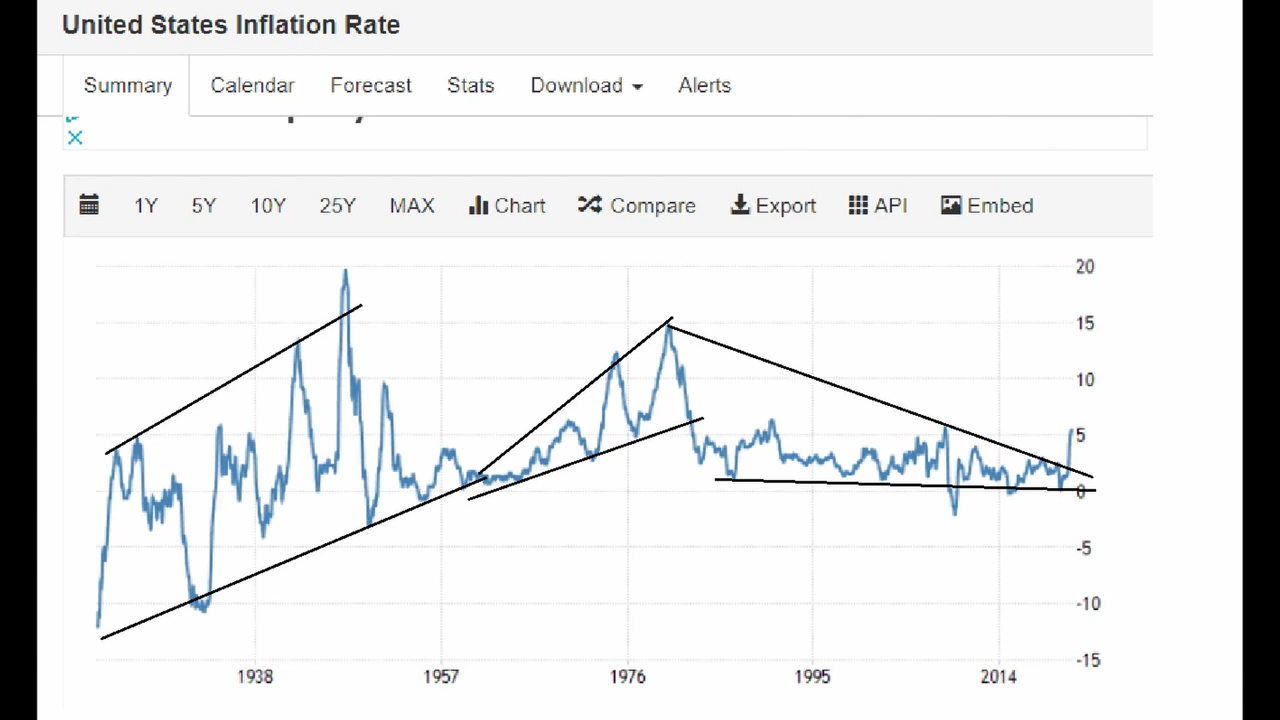 United States Inflation Rate
Summary Calendar Forecast Stats Download Alerts
1Y 5Y 10Y 25Y MAX Chart Compare Export API Embed
20
15
10
5
0
-5
-10
-15
1938 1957 1976 1995 2014